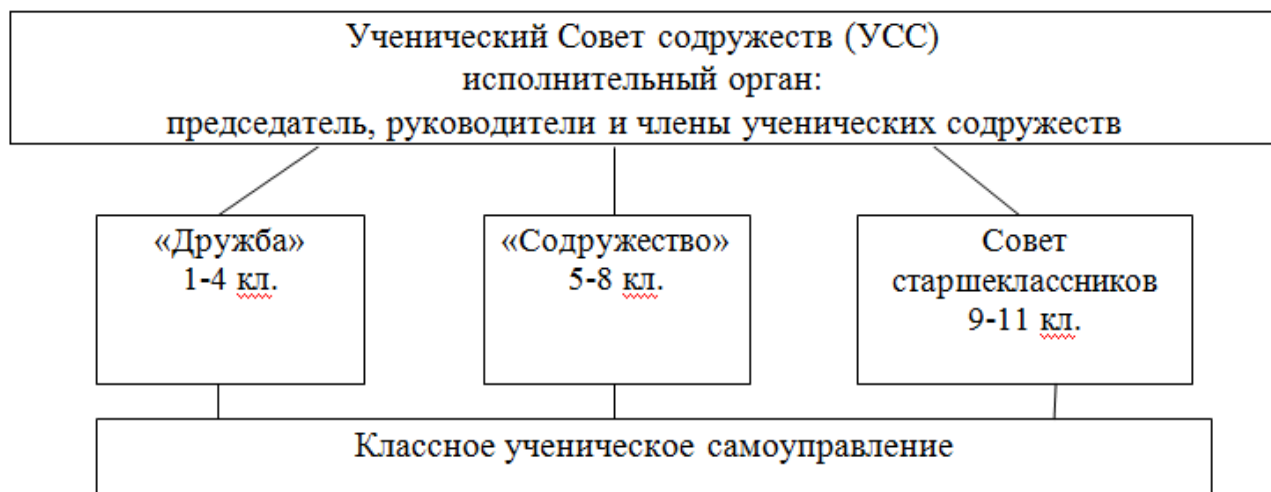 Ученический Совет содружеств (УСС)
исполнительный орган:
председатель, руководители и члены ученических содружеств
«Дружба»
1-4 кл.
«Содружество»
5-8 кл.
Совет
старшеклассников
9-11 кл.
Классное ученическое самоуправление